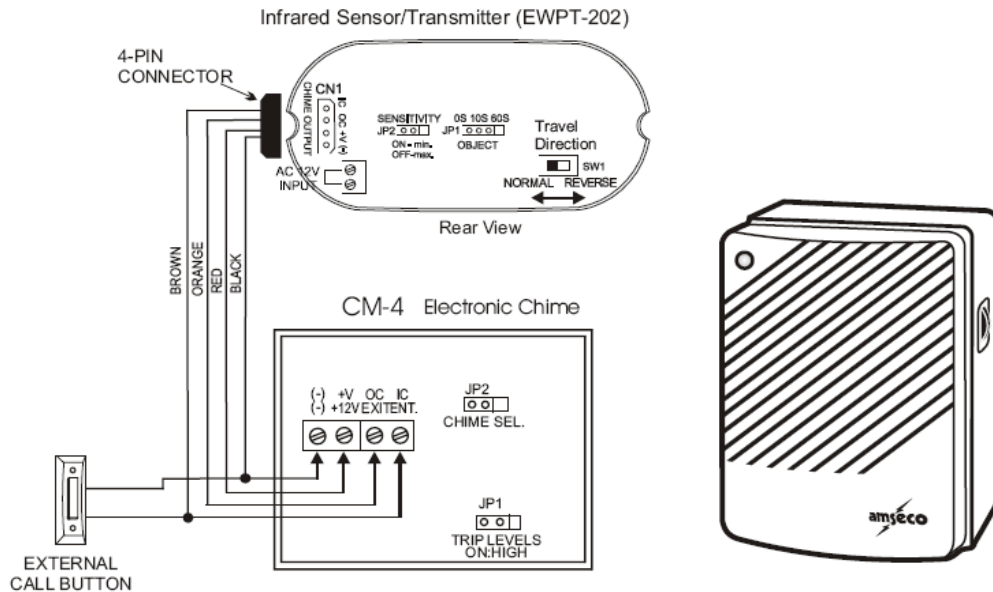 Infrared Sensor/Transmitter (EWPT-202)
4-PIN
CONNECTOR
CN1
CHIME OUTPUT
IC OC +V (-)
SENSITIVITY
JP2
ON - min.
OFF-max.
0S 10S 60S
JP1
OBJECT
Travel
Direction
SW1
NORMAL REVERSE
AC 12V
INPUT
Rear View
BROWN
ORANGE
RED
BLACK
CM-4 Electronic Chime
(-) +V OC IC
(-) +12V EXIT ENT.
JP2
CHIME SEL.
JP1
TRIP LEVELS
ON:HIGH
EXTERNAL
CALL BUTTON
amseco